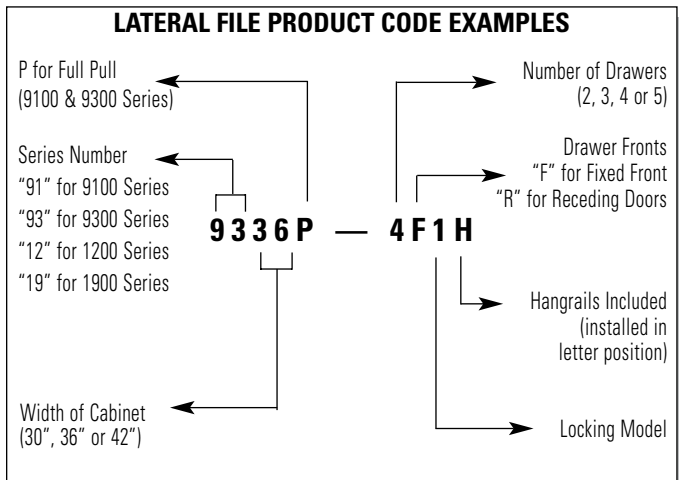 LATERAL FILE PRODUCT CODE EXAMPLES
P for Full Pull
(9100 & 9300 Series)
Number of Drawers
(2, 3, 4 or 5)
Series Number
“91” for 9100 Series
“93” for 9300 Series
“12” for 1200 Series
“19” for 1900 Series
Drawer Fronts
“F” for Fixed Front
“R” for Receding Doors
9336P — 4F1H
Hangrails Included
(installed in
letter position)
Width of Cabinet
(30”, 36” or 42”)
Locking Model